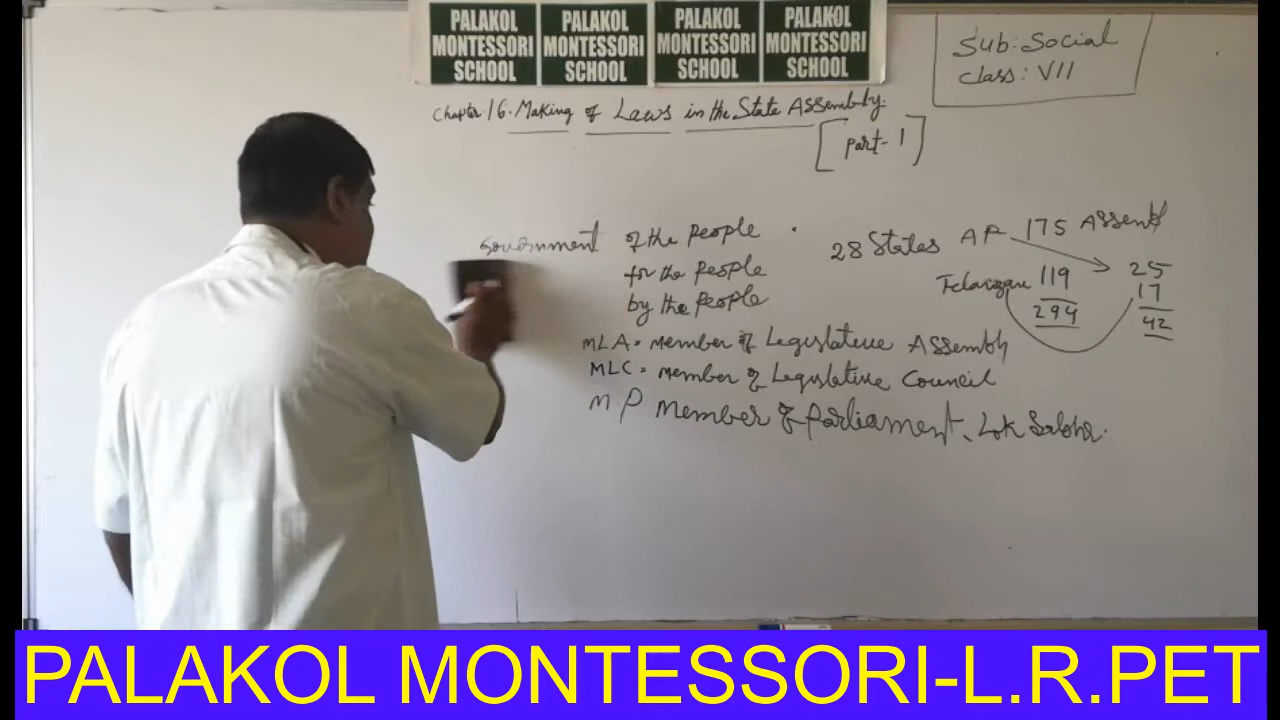 PALAKOL MONTESSORI SCHOOL
PALAKOL MONTESSORI SCHOOL
PALAKOL MONTESSORI SCHOOL
PALAKOL MONTESSORI SCHOOL
Sub: Social
Class: VII
Chapter. 16. Making of Laws in the State Assembly.
[Part- 1]
Government of the People
for the People
by the People
28 States AP 175
119
294
25
17
42
MLA = Member of Legislative Assembly
MLC = Member of Legislative Council
MP Member of Parliament, Lok Sabha.
PALAKOL MONTESSORI-L.R.PET